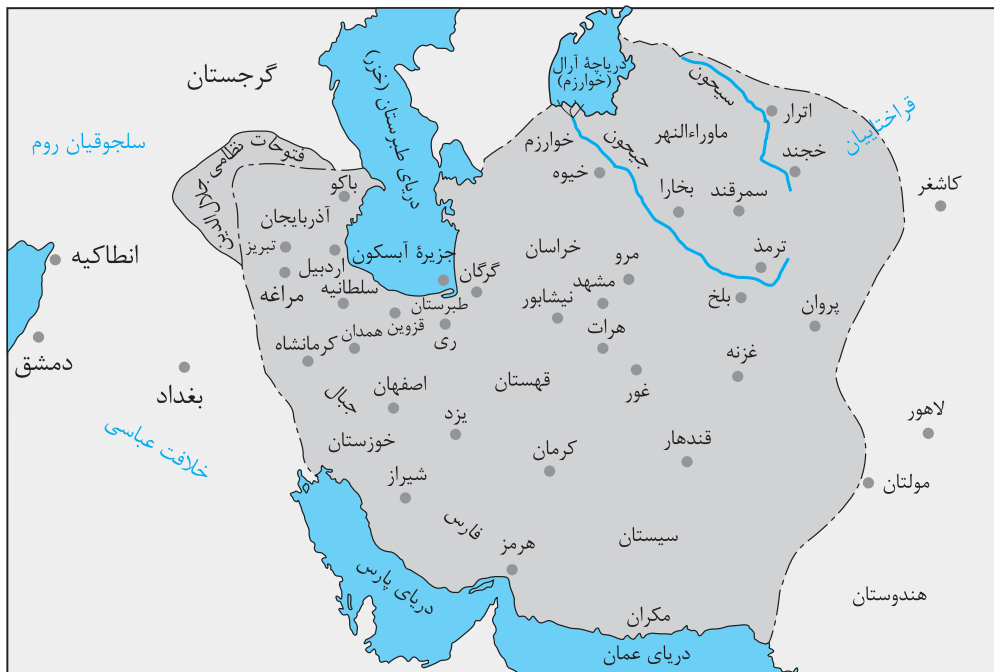 گرجستان
سلجوقیان روم
فتوحات نظامی جلال‌الدین
دریای طبرستان (خزر)
دریاچهٔ آرال
(خوارزم)
سیحون
اترار
قراختاییان
ماوراءالنهر
خجند
خوارزم
جیحون
خیوه
بخارا
سمرقند
کاشغر
باکو
آذربایجان
تبریز
اردبیل
جزیرهٔ آبسکون
خراسان
مرو
ترمذ
انطاکیه
مراغه
سلطانیه
گرگان
طبرستان
مشهد
نیشابور
بلخ
پروان
دمشق
کرمانشاه
همدان
قزوین
ری
هرات
غزنه
بغداد
جبال
اصفهان
قهستان
غور
خلافت عباسی
خوزستان
یزد
لاهور
شیراز
کرمان
قندهار
مولتان
فارس
هرمز
سیستان
دریای پارس
هندوستان
مکران
دریای عمان